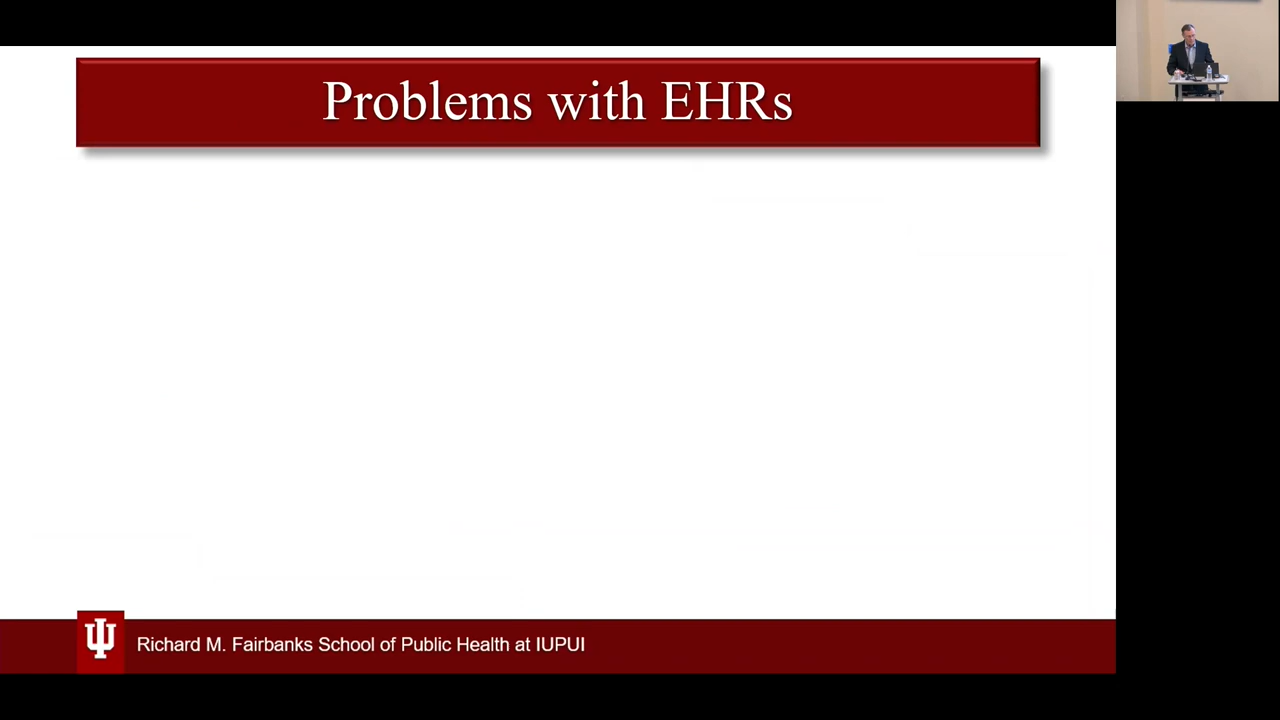 Problems with EHRs
Richard M. Fairbanks School of Public Health at IUPUI